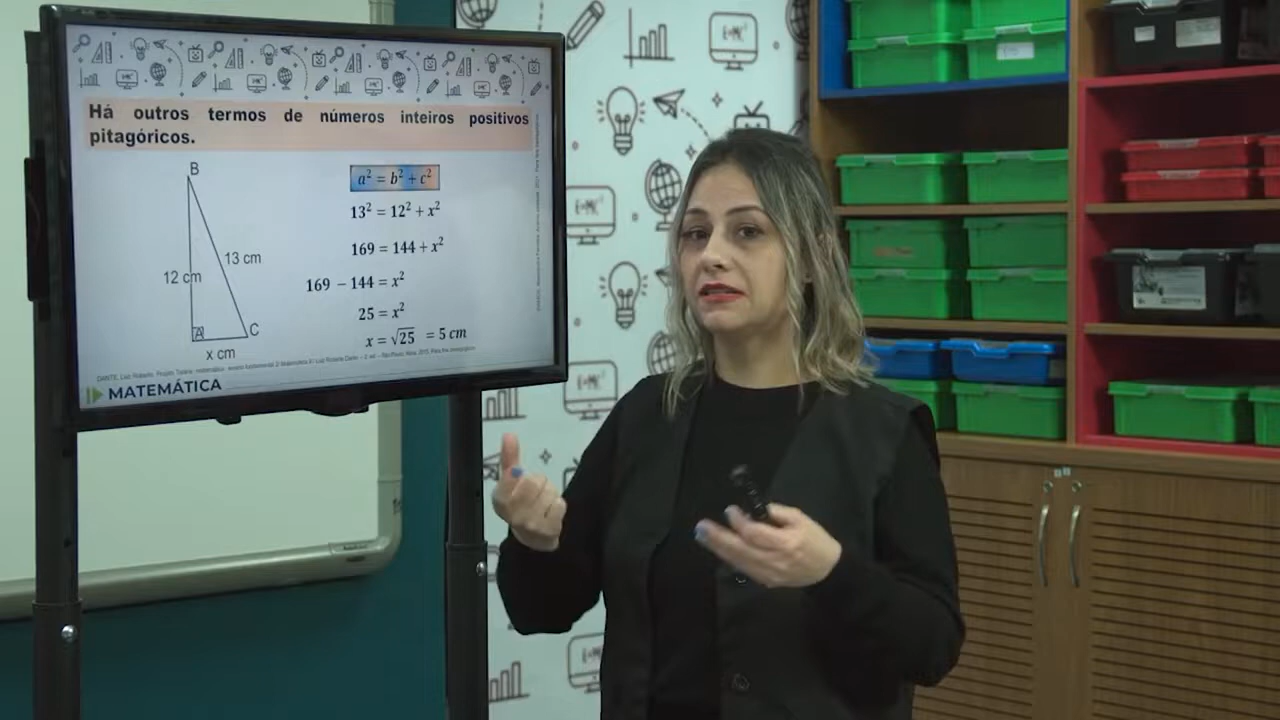 Há outros termos de números inteiros positivos
pitagóricos.
B
12 cm
13 cm
A
C
x cm
a² = b² + c²
13² = 12² + x²
169 = 144 + x²
169 − 144 = x²
25 = x²
x = √25 = 5 cm
MATEMÁTICA